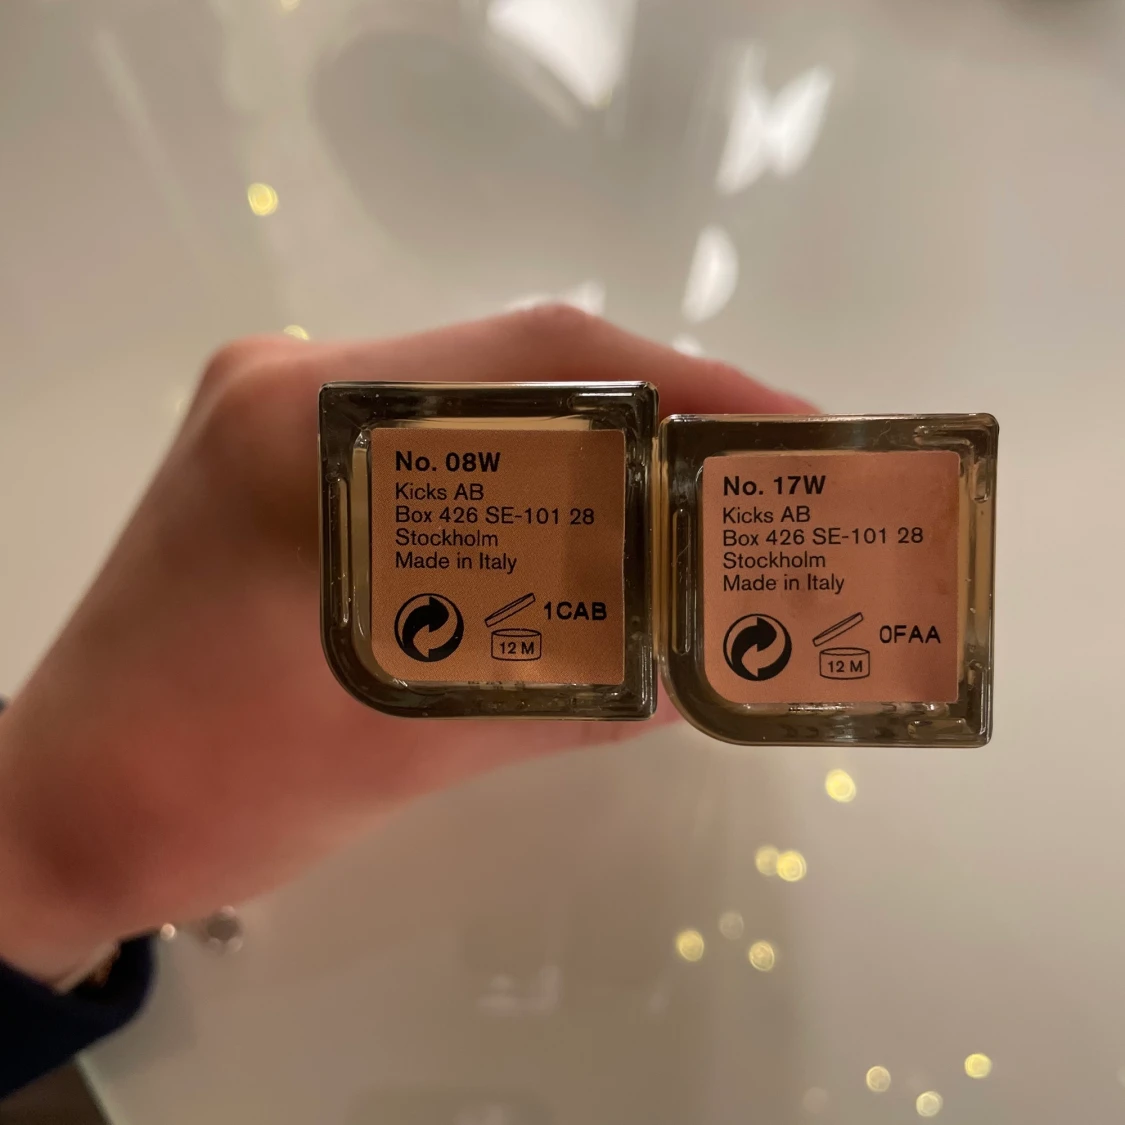 No. 08W
Kicks AB
Box 426 SE-101 28
Stockholm
Made in Italy
1CAB
12 M
No. 17W
Kicks AB
Box 426 SE-101 28
Stockholm
Made in Italy
0FAA
12 M